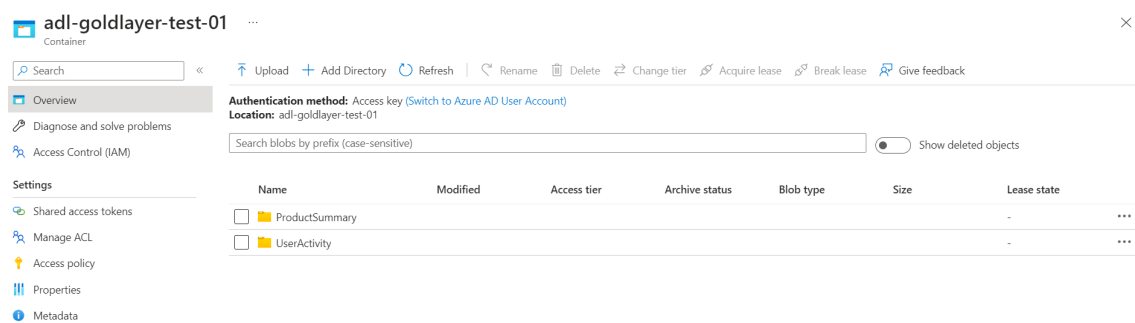 adl-goldlayer-test-01 ...
Container
Search «
Upload Add Directory Refresh Rename Delete Change tier Acquire lease Break lease Give feedback
Overview
Diagnose and solve problems
Access Control (IAM)
Settings
Shared access tokens
Manage ACL
Access policy
Properties
Metadata
Authentication method: Access key (Switch to Azure AD User Account)
Location: adl-goldlayer-test-01
Search blobs by prefix (case-sensitive)
Show deleted objects
Name Modified Access tier Archive status Blob type Size Lease state
ProductSummary - ...
UserActivity - ...